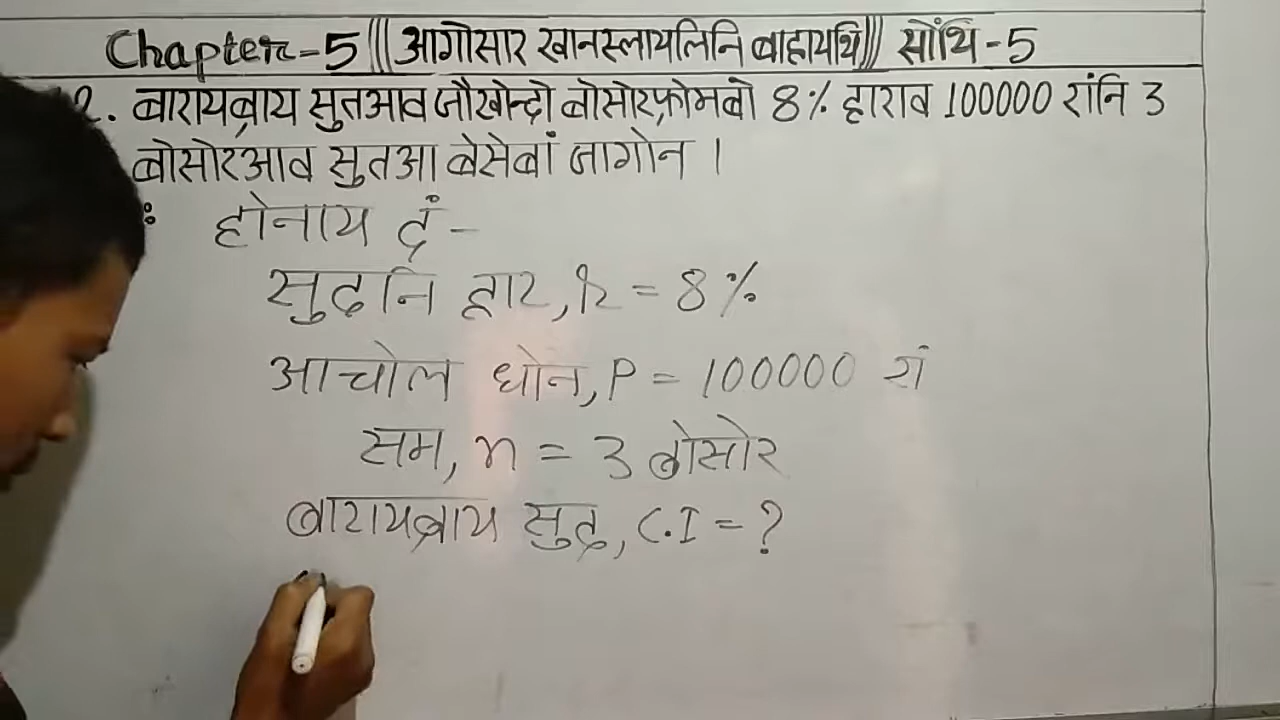 Chapter-5 ||| आगोसार खानस्लायलिनि बाहायथि ||| सोंथि - 5
2. बारायब्राय सुतआव जौखोन्दो बोसोरफ्रोमबो 8% हाराव 100000 रांनि 3
बोसोरआव सुतआ बेसेबां जागोन ।
: होनाय दं -
सुदनि हार, r = 8 %
आचोल धोन, P = 100000 रां
सम, n = 3 बोसोर
बारायब्राय सुद, C.I = ?